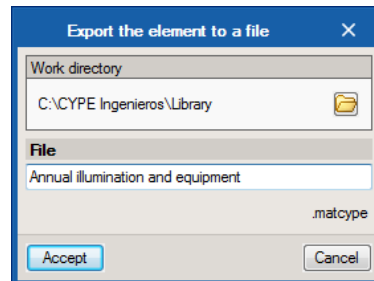 Export the element to a file
Work directory
C:\CYPE Ingenieros\Library
File
Annual illumination and equipment
.matcype
Accept
Cancel